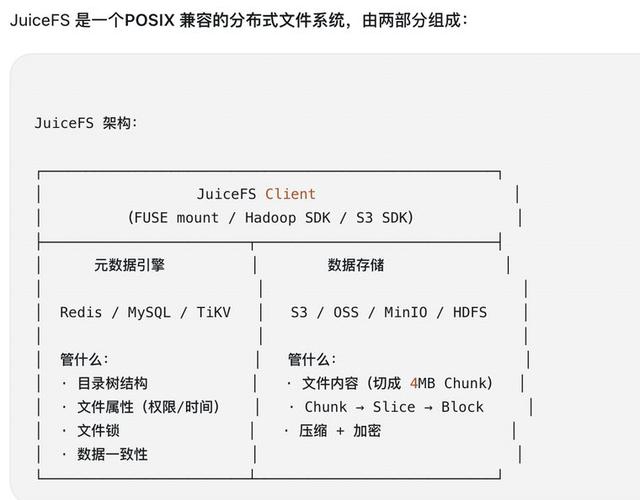 JuiceFS 是一个POSIX 兼容的分布式文件系统，由两部分组成：
JuiceFS 架构：
JuiceFS Client
(FUSE mount / Hadoop SDK / S3 SDK)
元数据引擎 数据存储
Redis / MySQL / TiKV S3 / OSS / MinIO / HDFS
管什么： 管什么：
· 目录树结构 · 文件内容（切成 4MB Chunk）
· 文件属性（权限/时间） · Chunk → Slice → Block
· 文件锁 · 压缩 + 加密
· 数据一致性